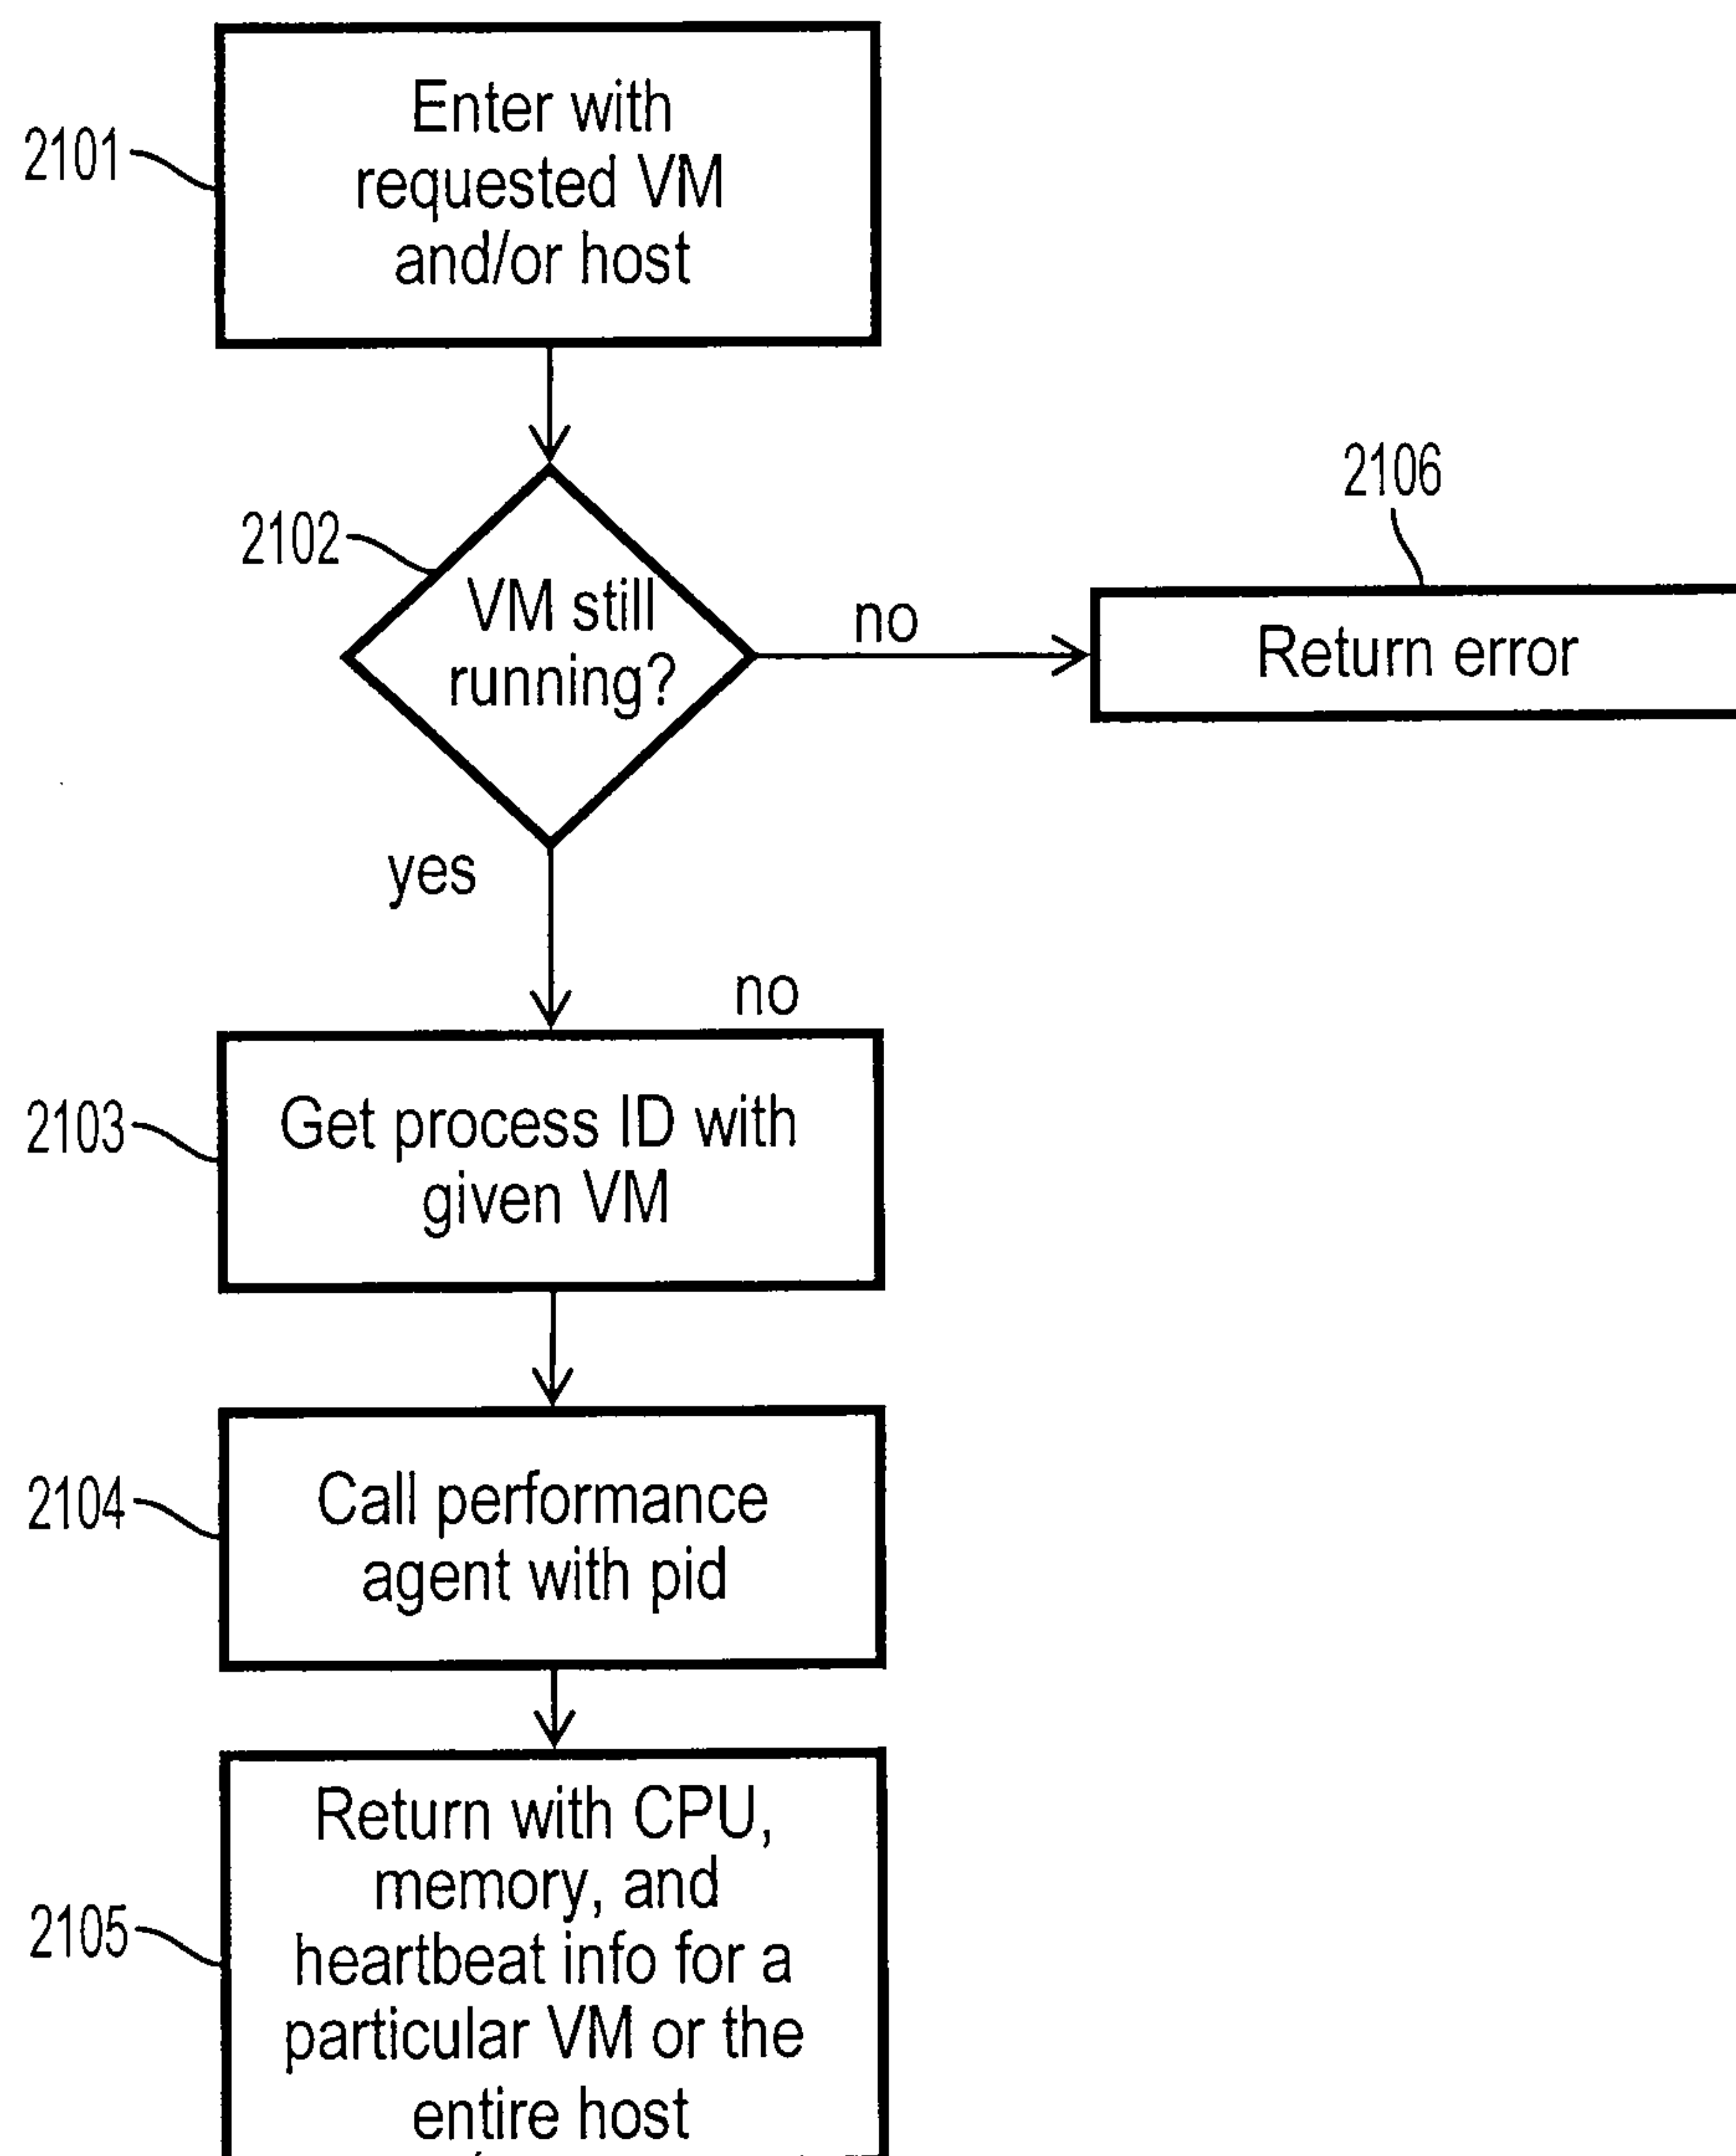 2101
Enter with
requested VM
and/or host
2102
VM still
running?
no
2106
Return error
yes
no
2103
Get process ID with
given VM
2104
Call performance
agent with pid
2105
Return with CPU,
memory, and
heartbeat info for a
particular VM or the
entire host